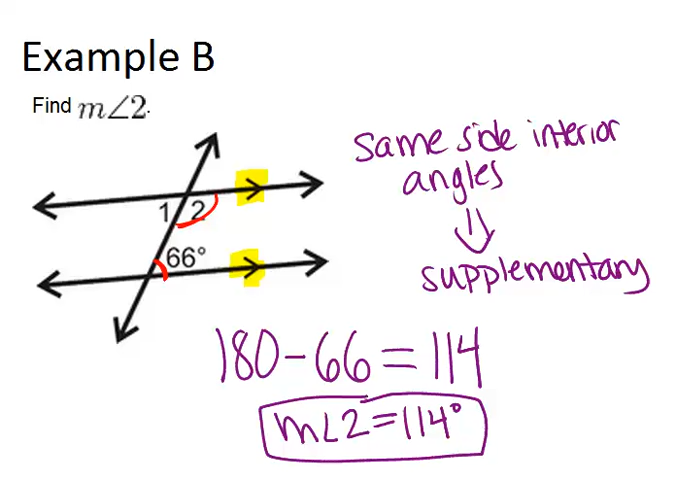 Example B
Find m∠2.
same side interior
angles
1 2
66°
⇓
supplementary
180-66=114
m∠2=114°